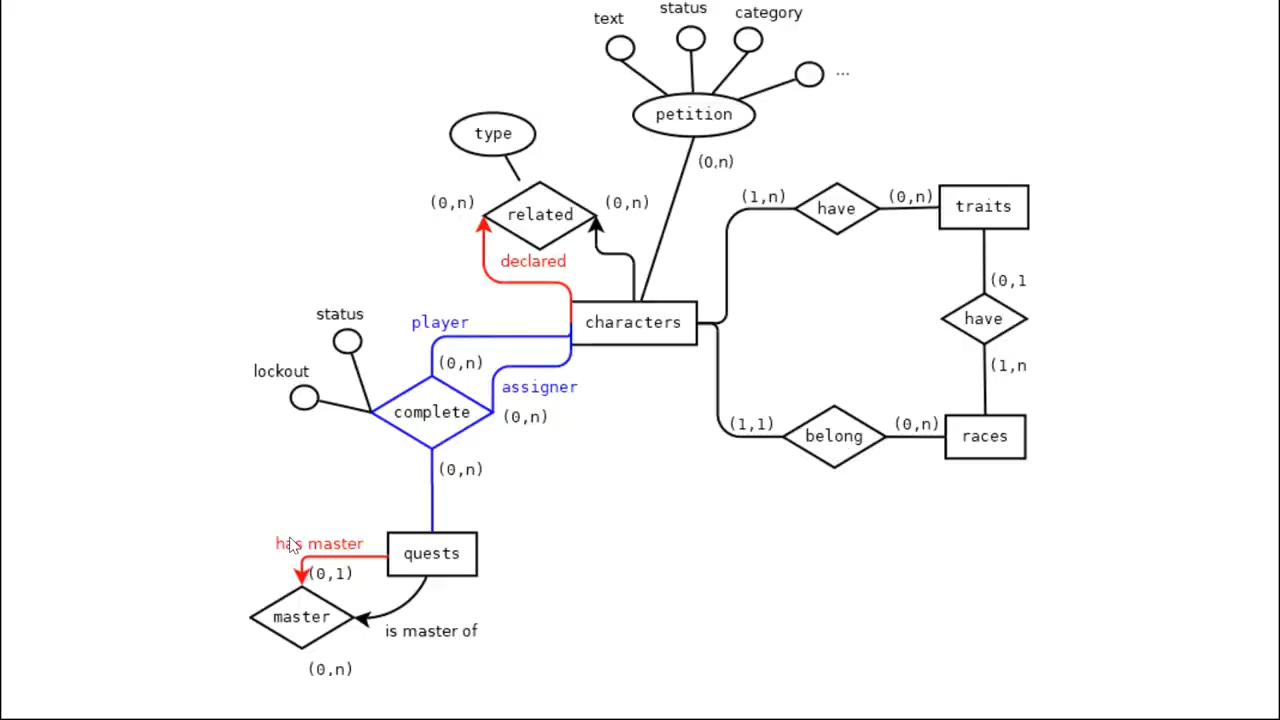 text
status
category
...
petition
type
(0,n)
(0,n)
(0,n)
related
declared
(1,n)
have
(0,n)
traits
(0,1
have
(1,n
characters
status
player
(0,n)
assigner
lockout
complete
(0,n)
(1,1)
belong
(0,n)
races
(0,n)
has master
quests
(0,1)
master
is master of
(0,n)